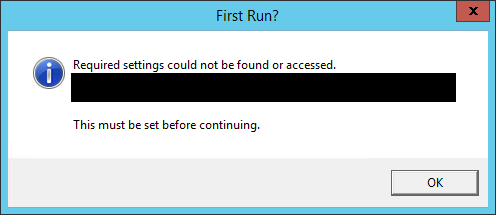 First Run?
Required settings could not be found or accessed.
This must be set before continuing.
OK